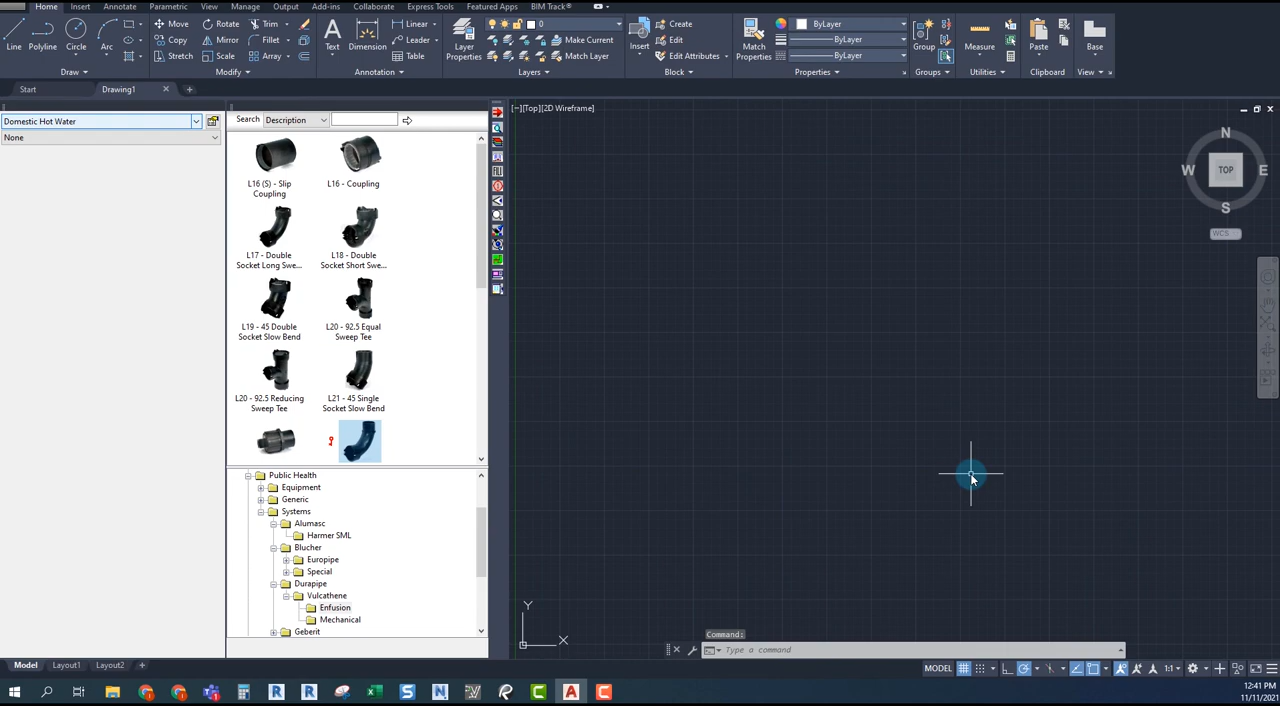 Home Insert Annotate Parametric View Manage Output Add-ins Collaborate Express Tools Featured Apps BIM Track®
Line Polyline Circle Arc
Move Rotate Trim
Copy Mirror Fillet
Stretch Scale Array
Text Dimension
Linear
Leader
Table
Layer Properties
0
Make Current
Match Layer
Insert
Create
Edit
Edit Attributes
Match Properties
ByLayer
ByLayer
ByLayer
Group
Measure
Paste
Base
Draw Modify Annotation Layers Block Properties Groups Utilities Clipboard View
Start Drawing1
Domestic Hot Water
None
Search Description
L16 (S) - Slip Coupling
L16 - Coupling
L17 - Double Socket Long Swe...
L18 - Double Socket Short Swe...
L19 - 45 Double Socket Slow Bend
L20 - 92.5 Equal Sweep Tee
L20 - 92.5 Reducing Sweep Tee
L21 - 45 Single Socket Slow Bend
Public Health
Equipment
Generic
Systems
Alumasc
Harmer SML
Blucher
Europipe
Special
Durapipe
Vulcathene
Enfusion
Mechanical
Geberit
[−][Top][2D Wireframe]
N
W TOP E
S
WCS
Y
X
Command:
Type a command
Model Layout1 Layout2
MODEL 1:1
12:41 PM
11/11/2021